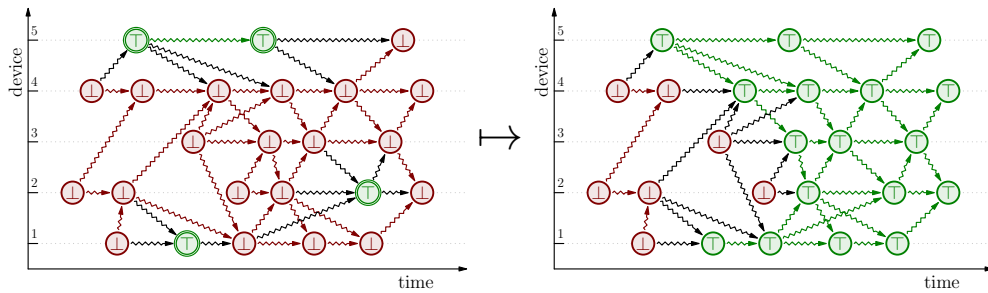 device
5 ⊤ ⊤ ⊥
4 ⊥ ⊥ ⊥ ⊥ ⊥ ⊥
3 ⊥ ⊥ ⊥ ⊥
2 ⊥ ⊥ ⊥ ⊥ ⊤ ⊥
1 ⊥ ⊤ ⊥ ⊥ ⊥
time
↦
device
5 ⊤ ⊤ ⊤
4 ⊥ ⊥ ⊤ ⊤ ⊤ ⊤
3 ⊥ ⊤ ⊤ ⊤
2 ⊥ ⊥ ⊥ ⊤ ⊤ ⊤
1 ⊥ ⊤ ⊤ ⊤ ⊤
time